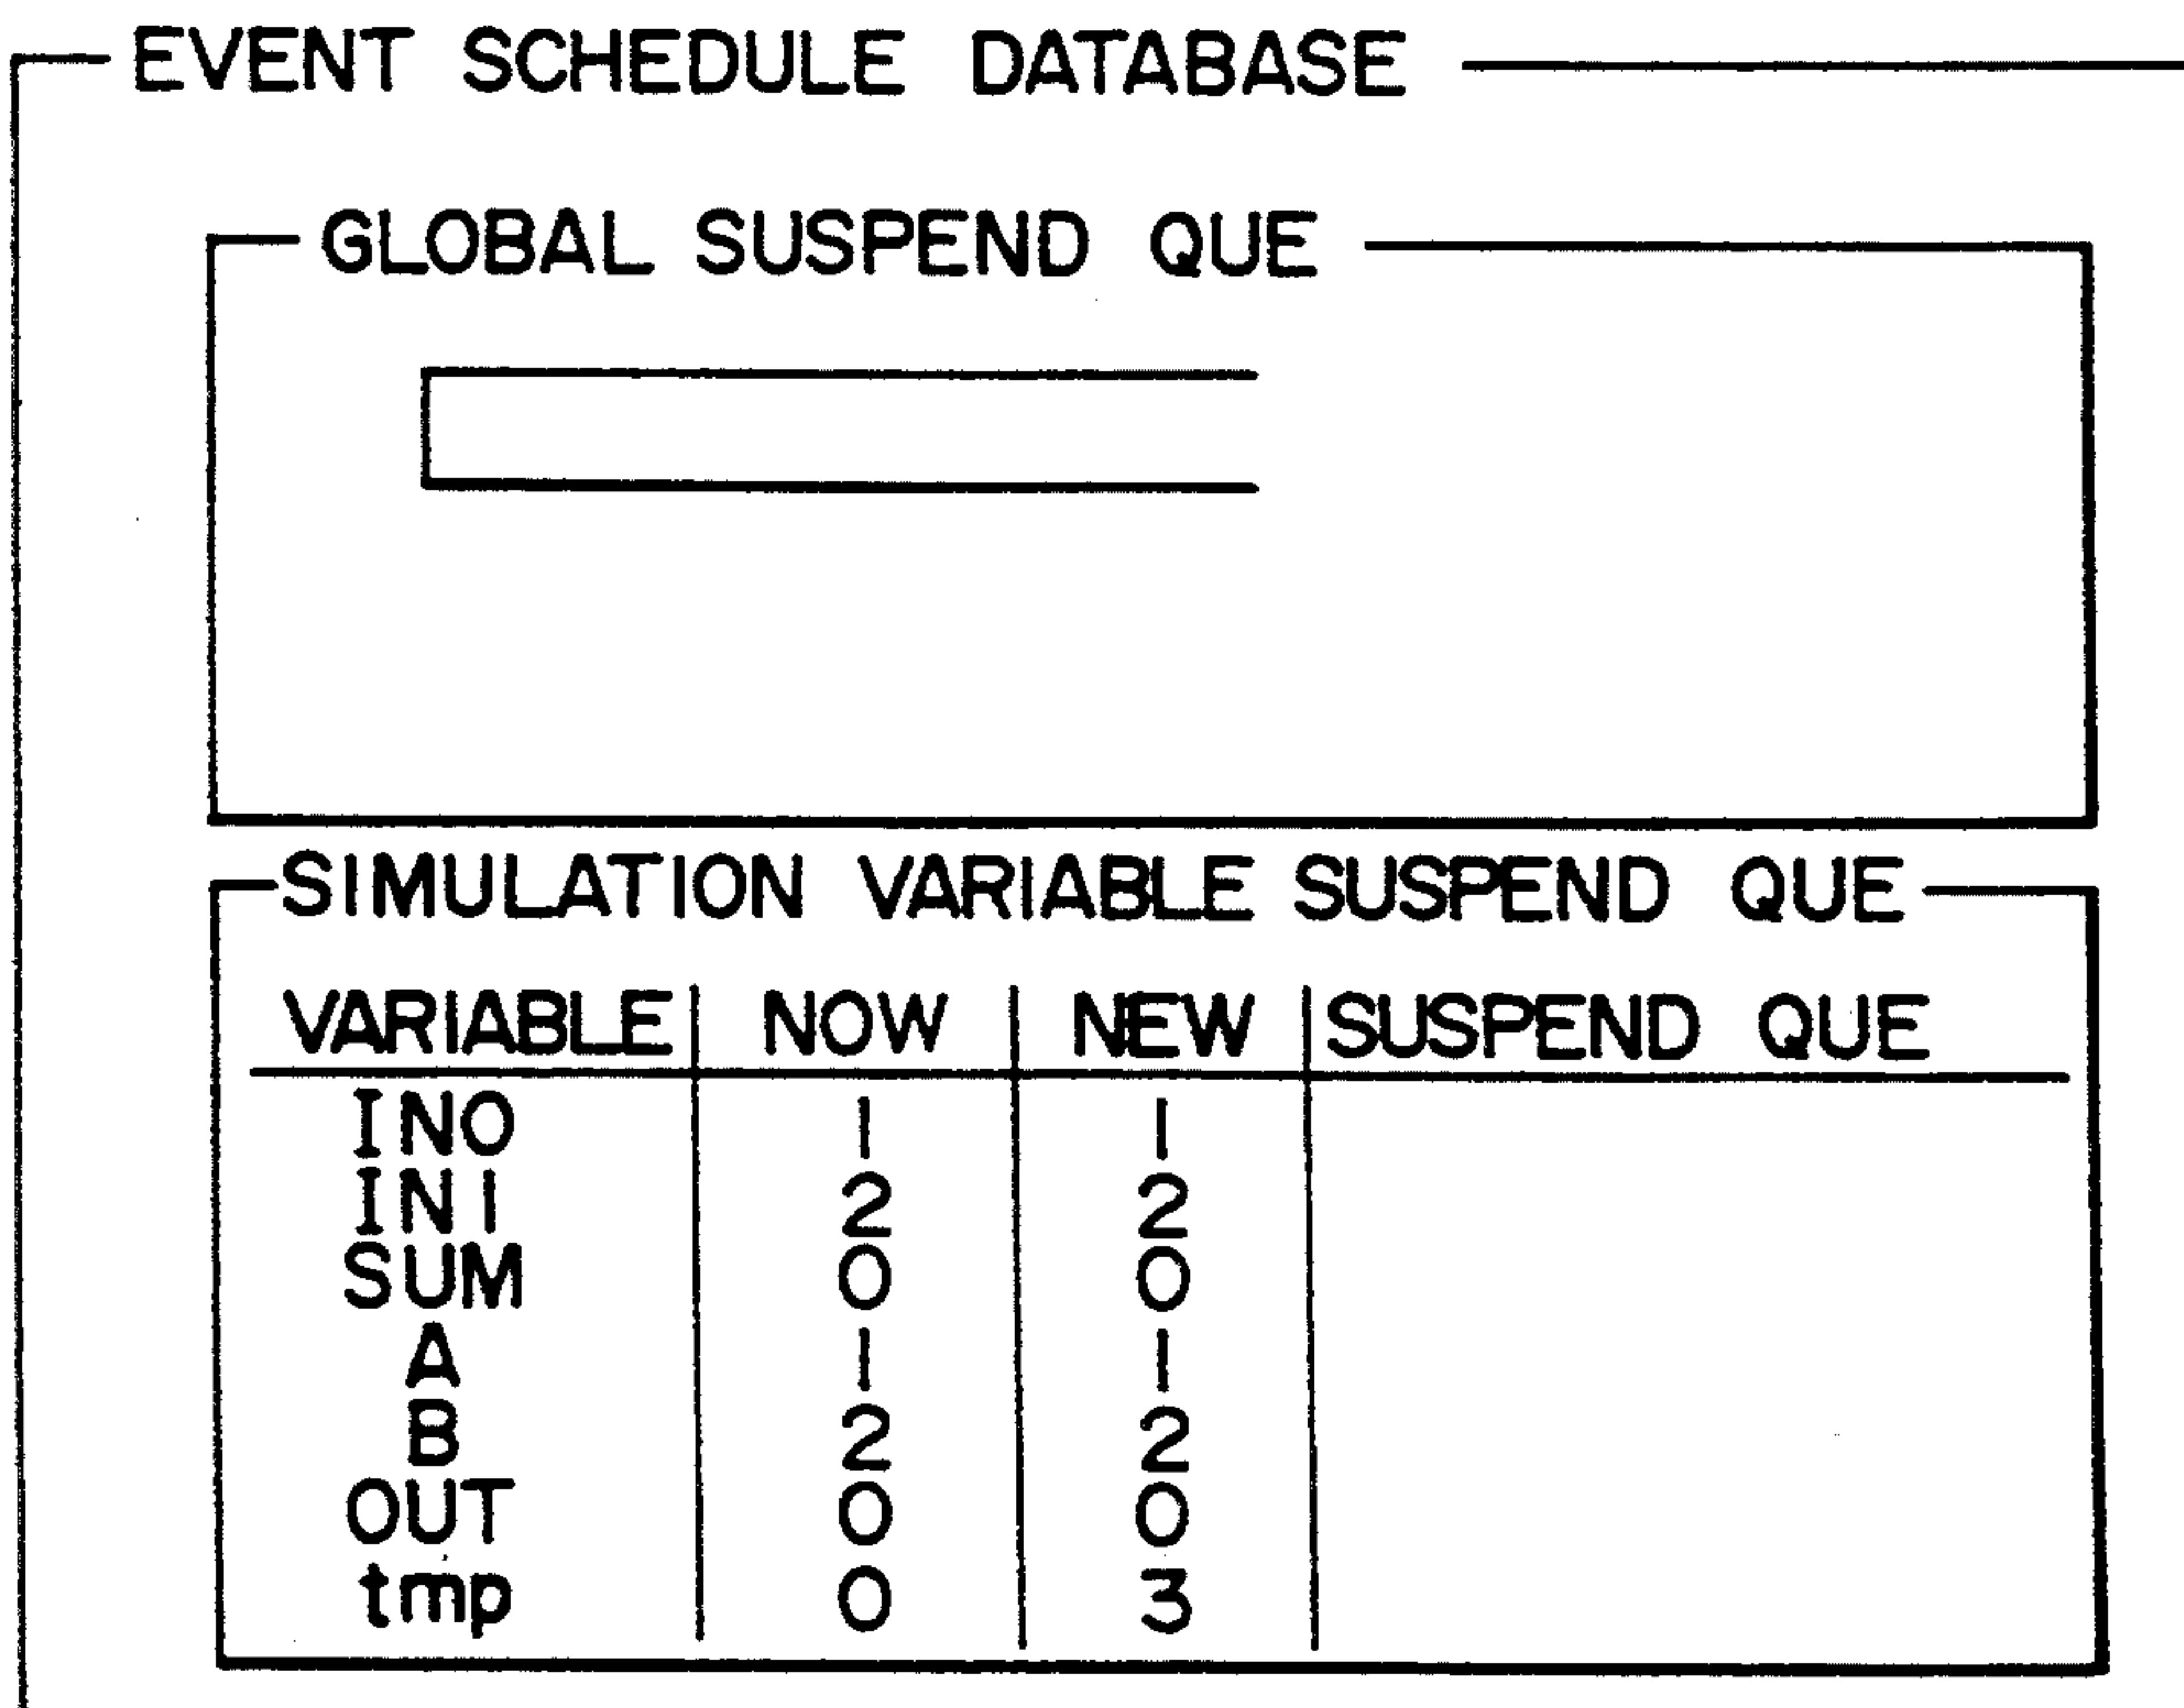 EVENT SCHEDULE DATABASE
GLOBAL SUSPEND QUE
SIMULATION VARIABLE SUSPEND QUE
VARIABLE NOW NEW SUSPEND QUE
IN0 1 1
IN1 2 2
SUM 0 0
A 1 1
B 2 2
OUT 0 0
tmp 0 3